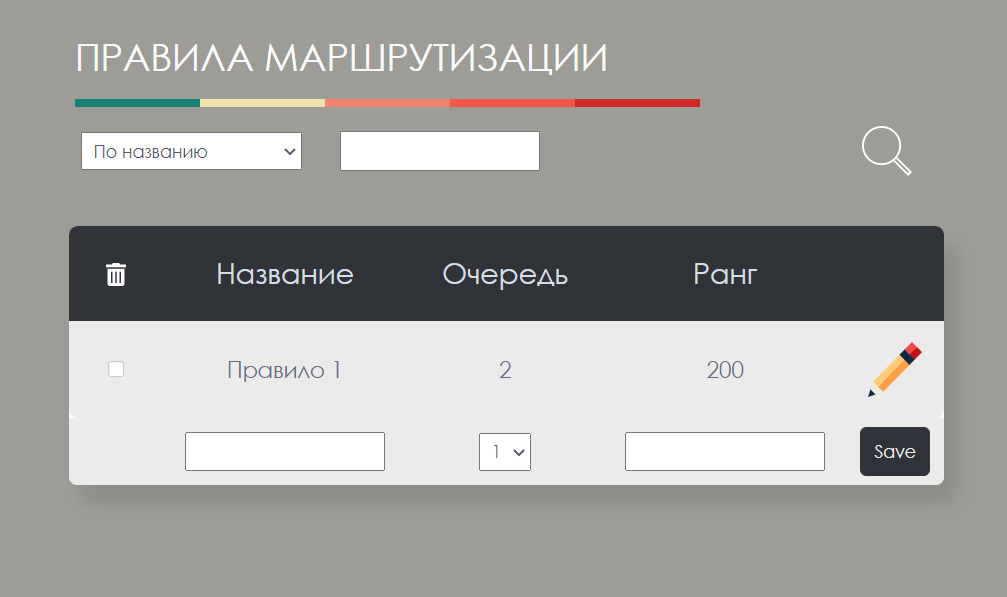 ПРАВИЛА МАРШРУТИЗАЦИИ
По названию
Название Очередь Ранг
Правило 1 2 200
1 Save